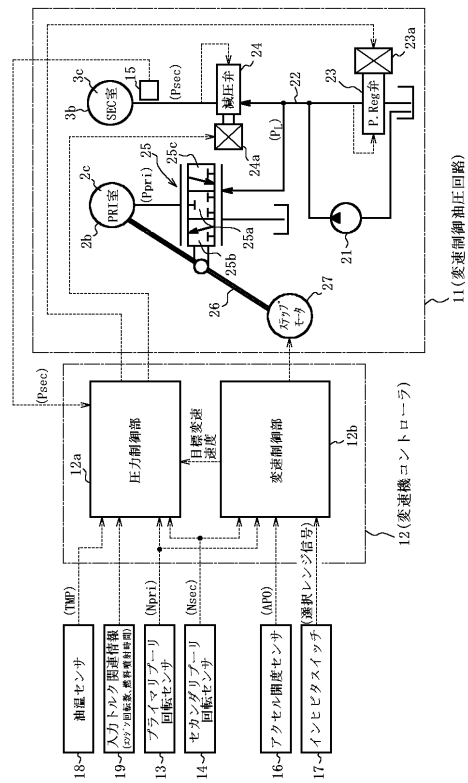 18
油温センサ
(TMP)
19
入力トルク関連情報
(エンジン回転数、燃料噴射時間)
13
プライマリプーリ
回転センサ
(Npri)
14
セカンダリプーリ
回転センサ
(Nsec)
16
アクセル開度センサ
(APO)
17
インヒビタスイッチ
(選択レンジ信号)
(Psec)
12a
圧力制御部
目標変速
速度
変速制御部
12b
12(変速機コントローラ)
3b
3c
SEC室
15
(Psec)
24
減圧弁
24a
22
23
23a
P.Reg弁
(PL)
2c
PRI室
2b
(Ppri)
25
25c
25a
25b
26
27
ステップ
モータ
21
11(変速制御油圧回路)